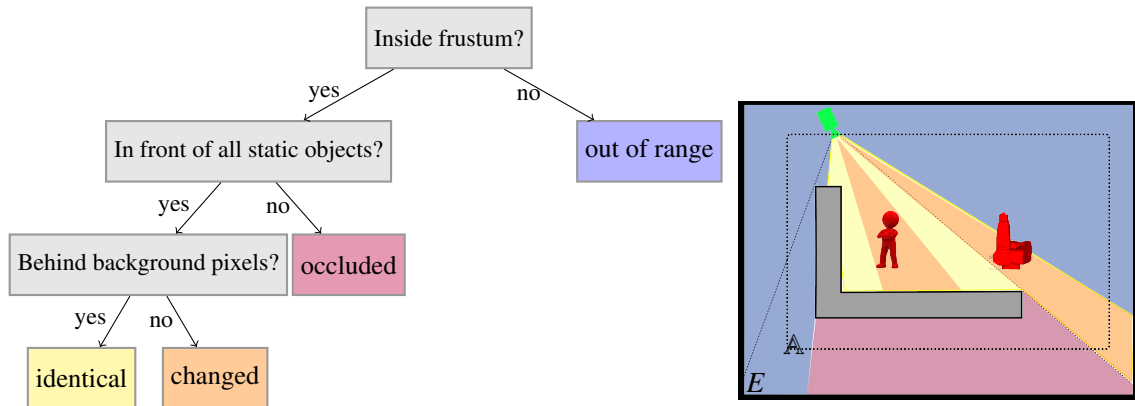 Inside frustum?
yes
no
In front of all static objects?
out of range
yes
no
Behind background pixels?
occluded
yes
no
identical
changed
𝔸
E